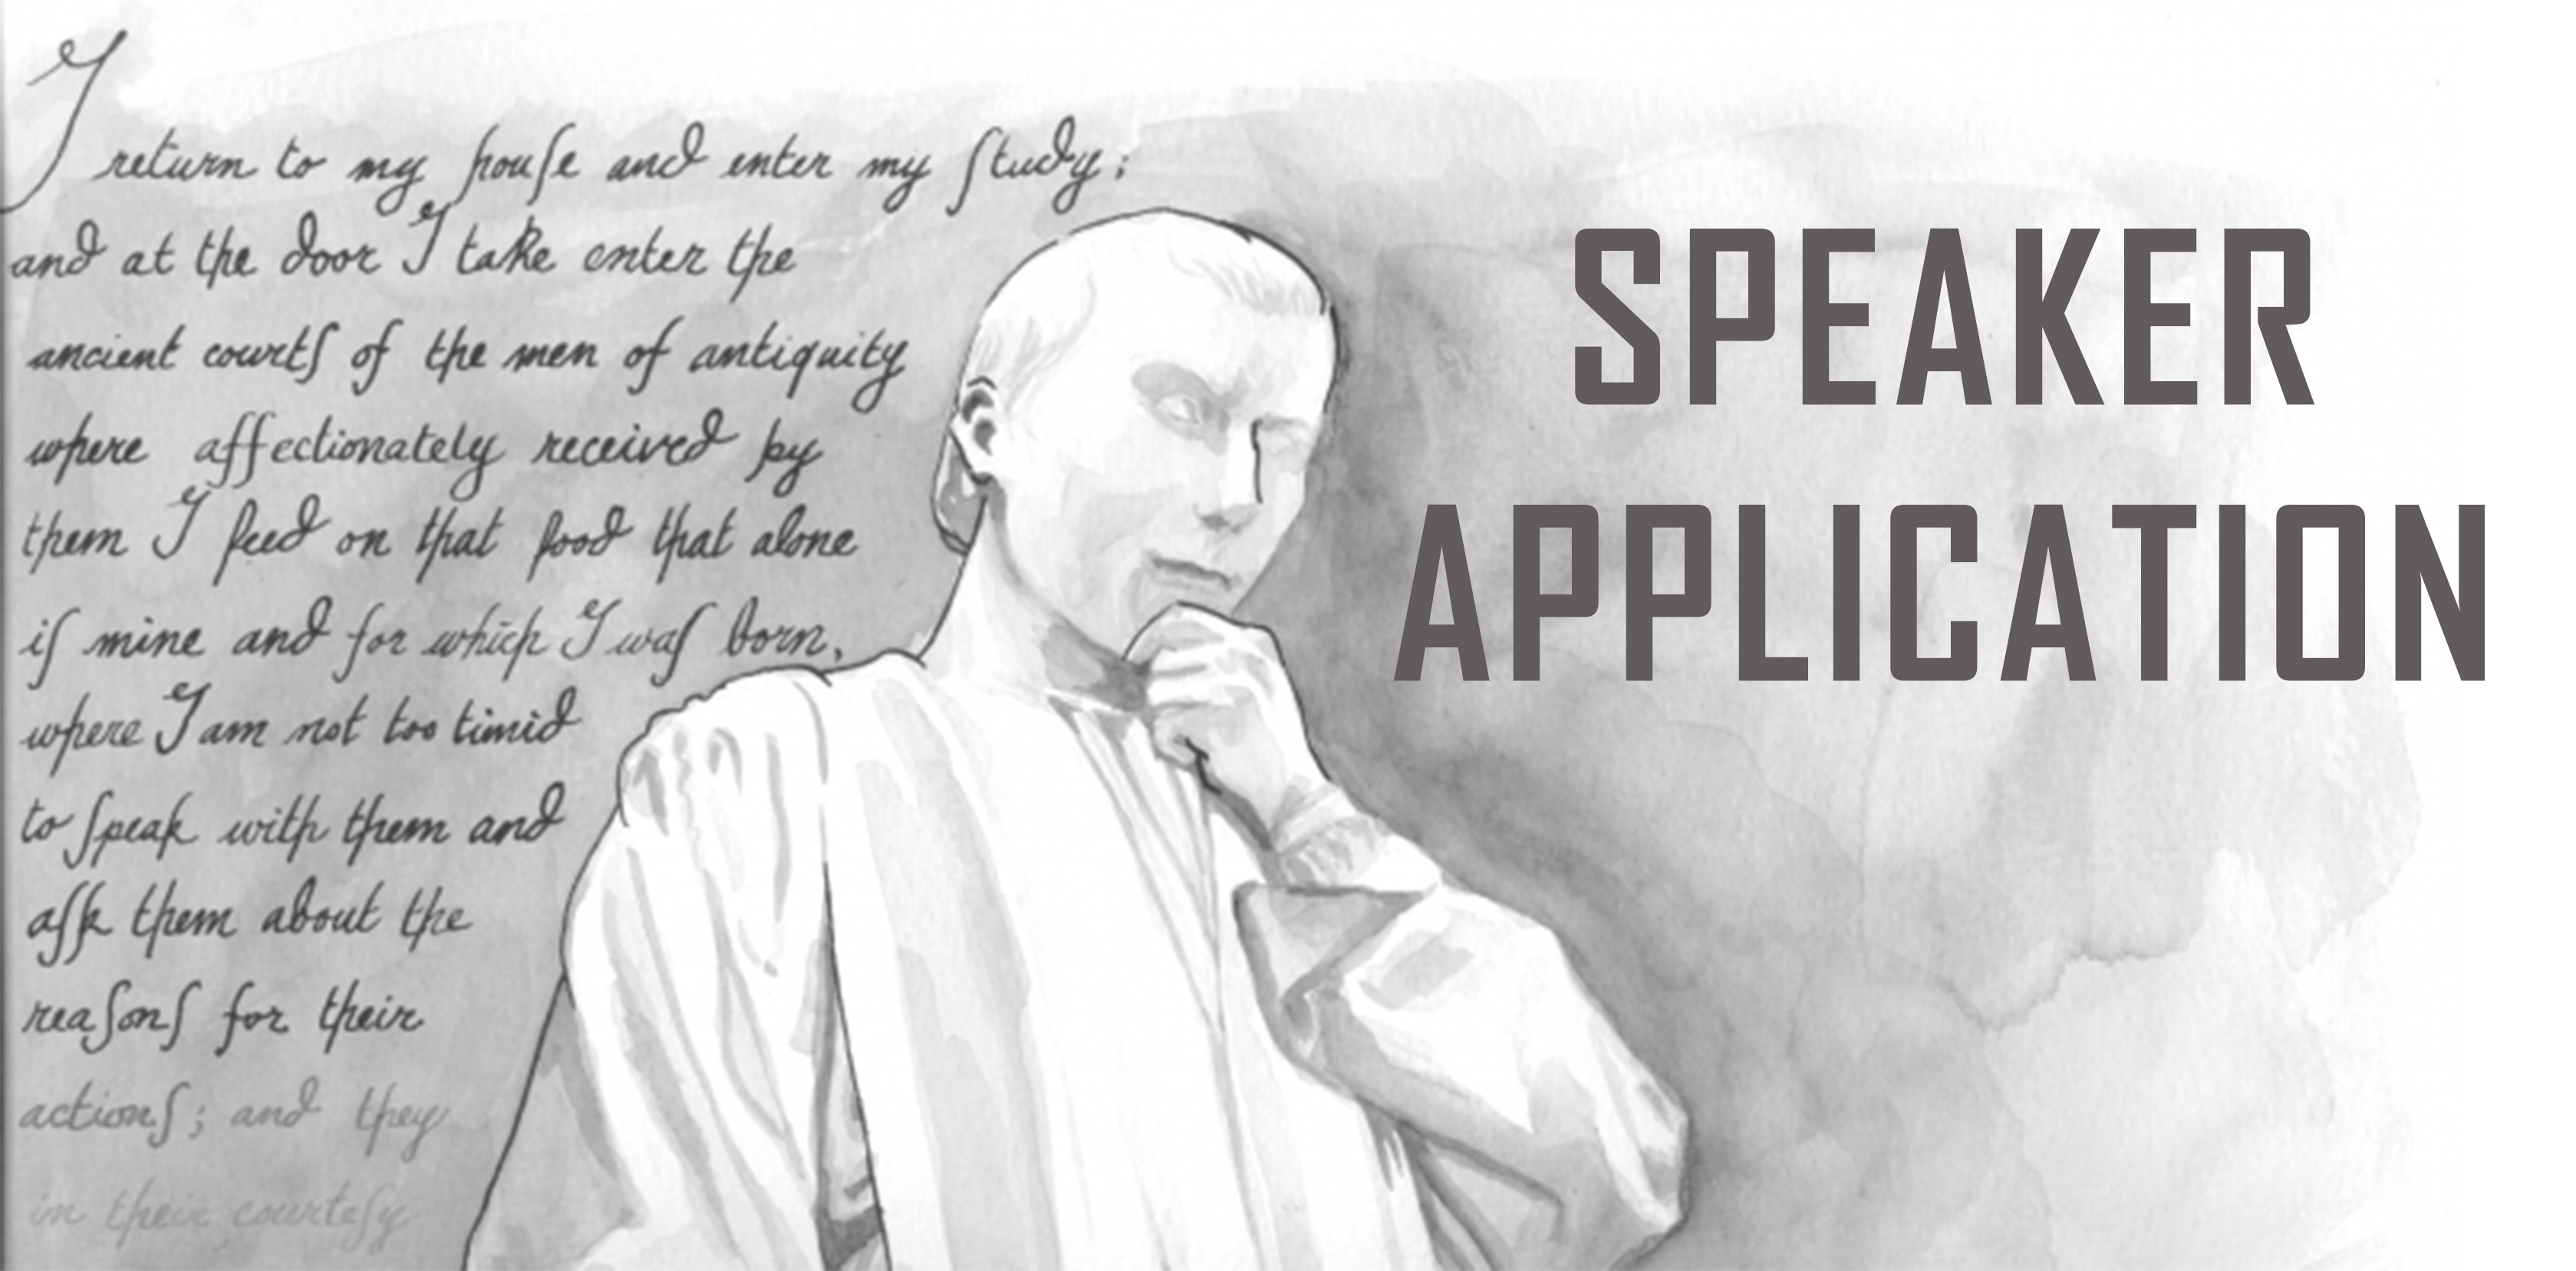 I return to my houſe and enter my ſtudy;
and at the door I take enter the
ancient courtſ of the men of antiquity
where affectionately received by
them I feed on that food that alone
iſ mine and for which I waſ born,
where I am not too timid
to ſpeak with them and
aſk them about the
reaſonſ for their
actionſ; and they
in their courteſy
SPEAKER
APPLICATION